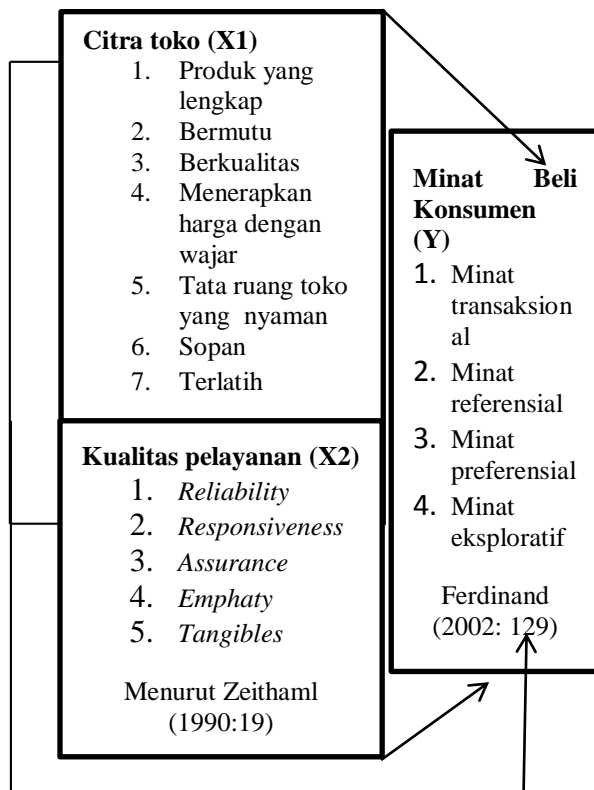 Citra toko (X1)
1. Produk yang
lengkap
2. Bermutu
3. Berkualitas
4. Menerapkan
harga dengan
wajar
5. Tata ruang toko
yang nyaman
6. Sopan
7. Terlatih
Kualitas pelayanan (X2)
1. Reliability
2. Responsiveness
3. Assurance
4. Emphaty
5. Tangibles
Menurut Zeithaml
(1990:19)
Minat Beli
Konsumen
(Y)
1. Minat
transaksion
al
2. Minat
referensial
3. Minat
preferensial
4. Minat
eksploratif
Ferdinand
(2002: 129)